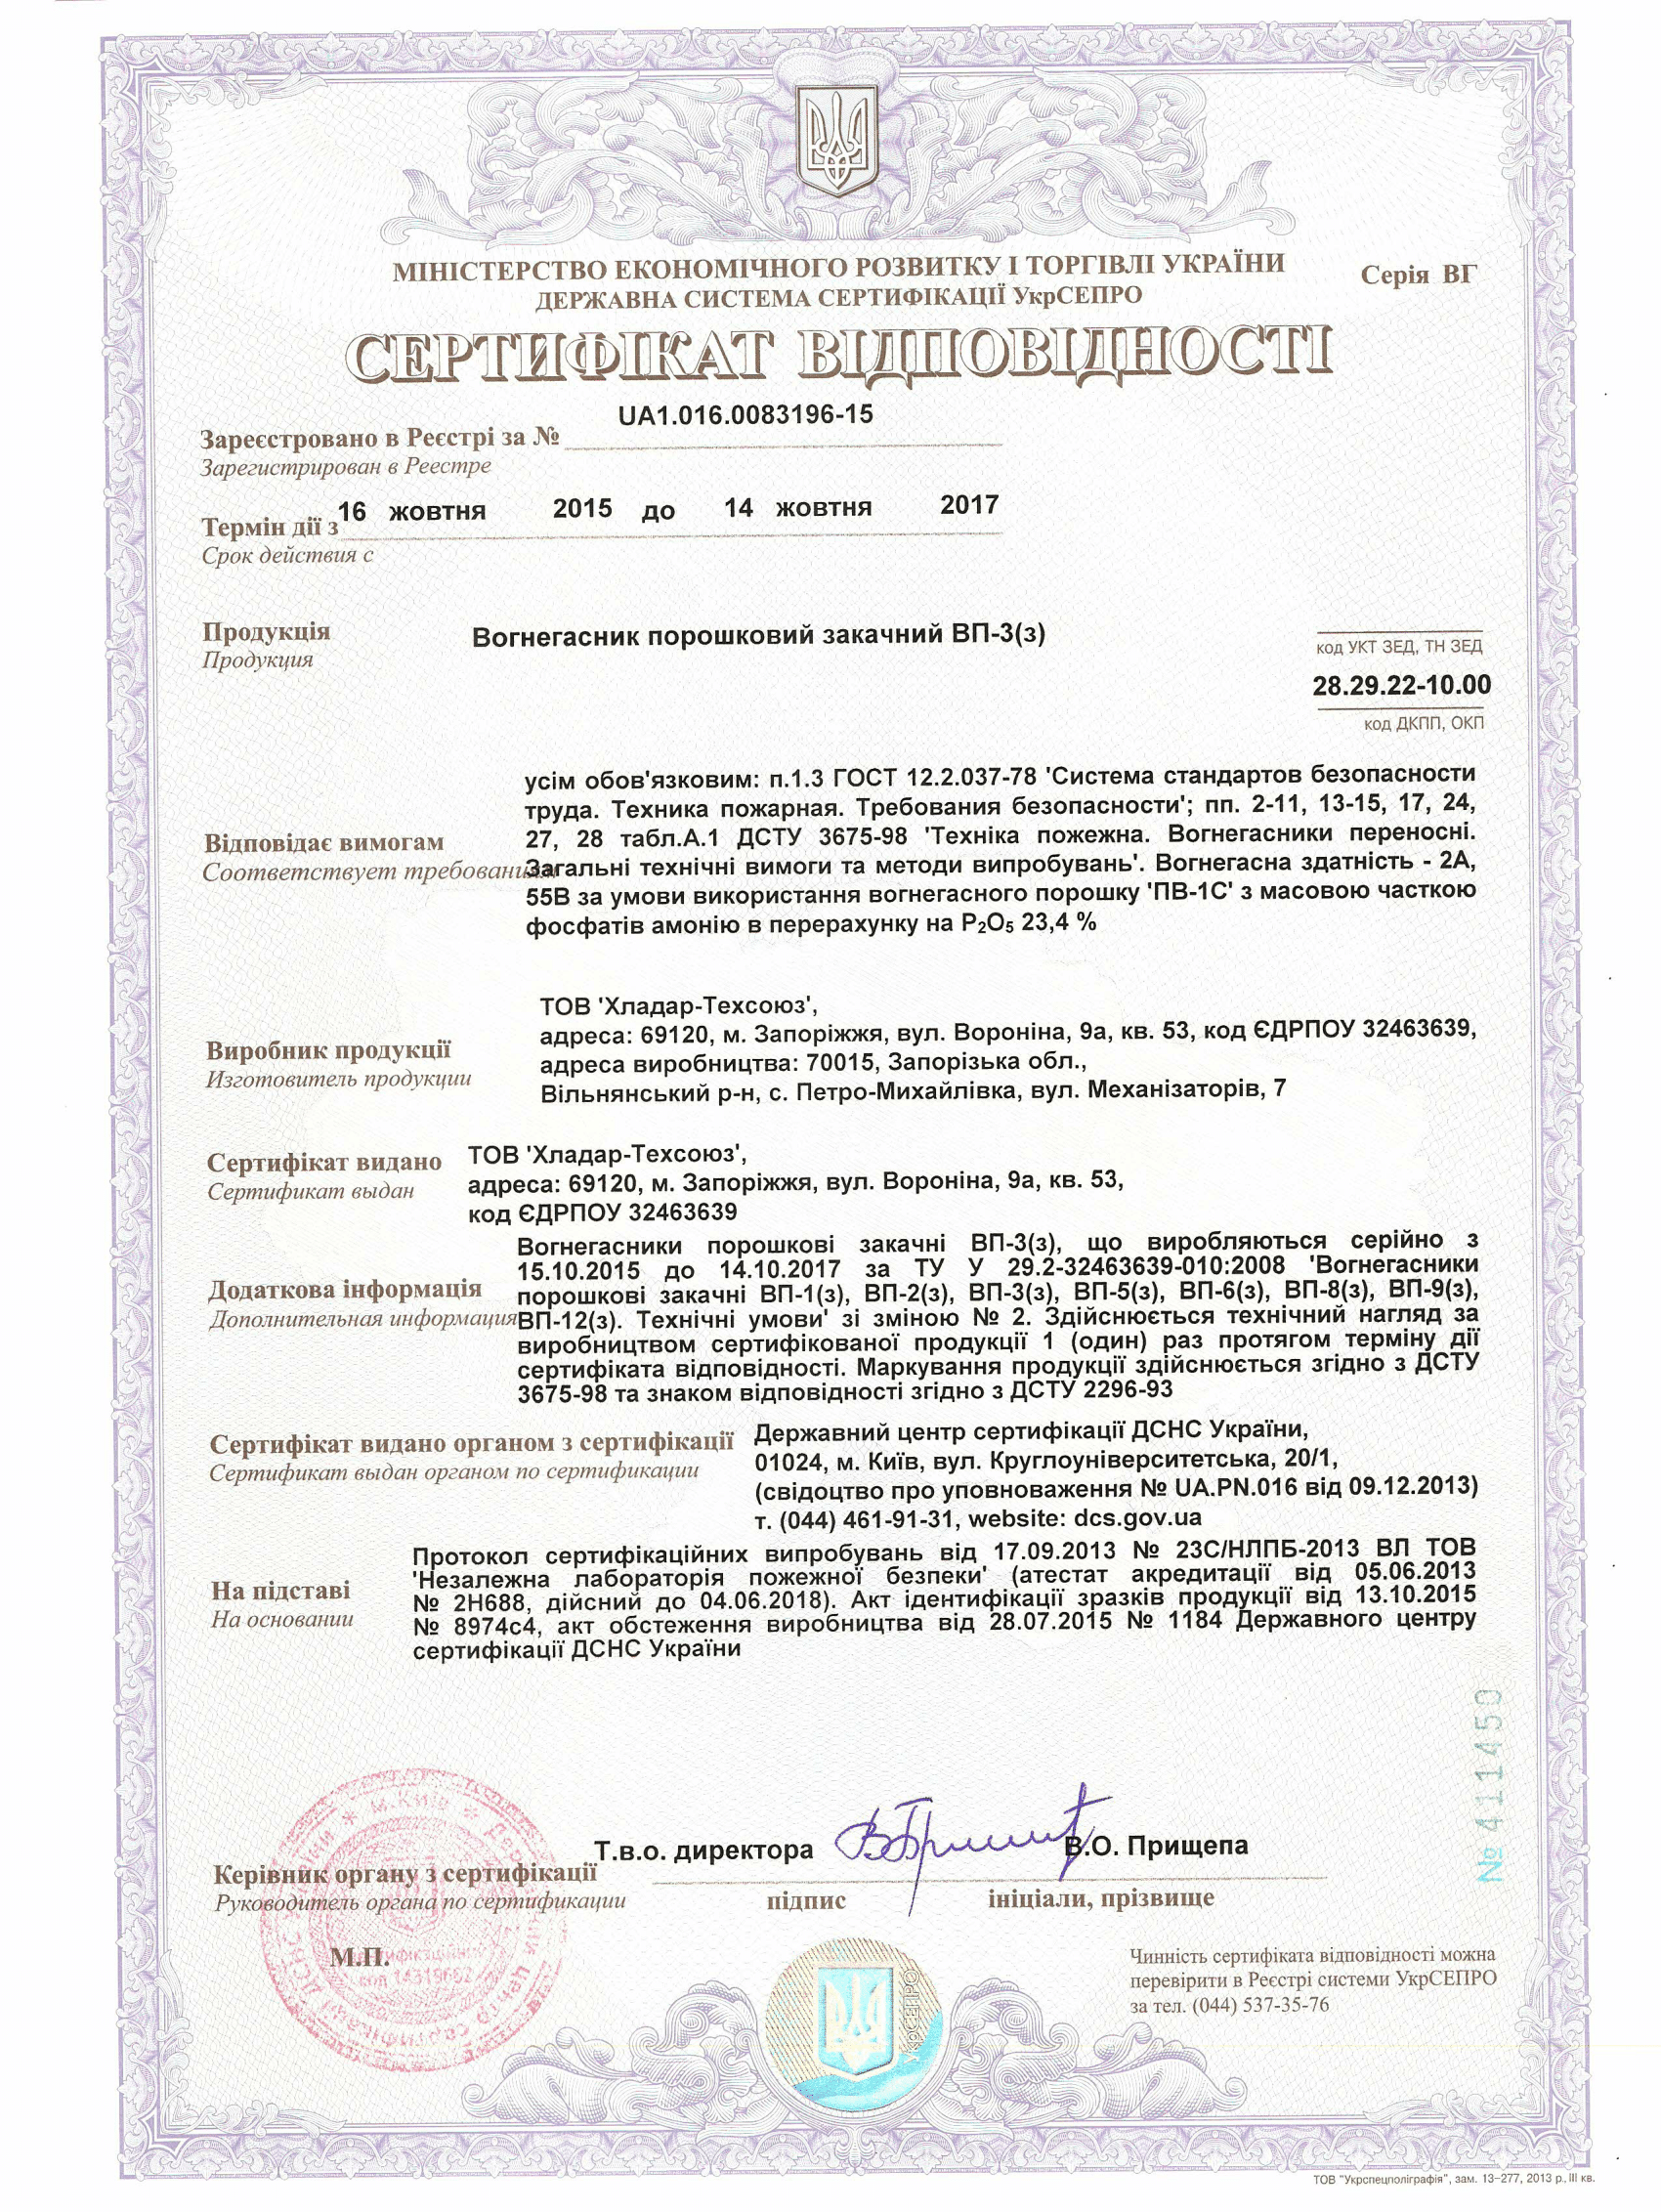 МІНІСТЕРСТВО ЕКОНОМІЧНОГО РОЗВИТКУ І ТОРГІВЛІ УКРАЇНИ
Серія ВГ
ДЕРЖАВНА СИСТЕМА СЕРТИФІКАЦІЇ УкрСЕПРО
СЕРТИФІКАТ ВІДПОВІДНОСТІ
UA1.016.0083196-15
Зареєстровано в Реєстрі за №
Зарегистрирован в Реестре
Термін дії з 16 жовтня 2015 до 14 жовтня 2017
Срок действия с
Продукція
Продукция
Вогнегасник порошковий закачний ВП-3(з)
код УКТ ЗЕД, ТН ЗЕД
28.29.22-10.00
код ДКПП, ОКП
Відповідає вимогам
Соответствует требованиям
усім обов'язковим: п.1.3 ГОСТ 12.2.037-78 'Система стандартов безопасности
труда. Техника пожарная. Требования безопасности'; пп. 2-11, 13-15, 17, 24,
27, 28 табл.А.1 ДСТУ 3675-98 'Техніка пожежна. Вогнегасники переносні.
Загальні технічні вимоги та методи випробувань'. Вогнегасна здатність - 2А,
55В за умови використання вогнегасного порошку 'ПВ-1С' з масовою часткою
фосфатів амонію в перерахунку на P₂O₅ 23,4 %
Виробник продукції
Изготовитель продукции
ТОВ 'Хладар-Техсоюз',
адреса: 69120, м. Запоріжжя, вул. Вороніна, 9а, кв. 53, код ЄДРПОУ 32463639,
адреса виробництва: 70015, Запорізька обл.,
Вільнянський р-н, с. Петро-Михайлівка, вул. Механізаторів, 7
Сертифікат видано
Сертификат выдан
ТОВ 'Хладар-Техсоюз',
адреса: 69120, м. Запоріжжя, вул. Вороніна, 9а, кв. 53,
код ЄДРПОУ 32463639
Додаткова інформація
Дополнительная информация
Вогнегасники порошкові закачні ВП-3(з), що виробляються серійно з
15.10.2015 до 14.10.2017 за ТУ У 29.2-32463639-010:2008 'Вогнегасники
порошкові закачні ВП-1(з), ВП-2(з), ВП-3(з), ВП-5(з), ВП-6(з), ВП-8(з), ВП-9(з),
ВП-12(з). Технічні умови' зі зміною № 2. Здійснюється технічний нагляд за
виробництвом сертифікованої продукції 1 (один) раз протягом терміну дії
сертифіката відповідності. Маркування продукції здійснюється згідно з ДСТУ
3675-98 та знаком відповідності згідно з ДСТУ 2296-93
Сертифікат видано органом з сертифікації
Сертификат выдан органом по сертификации
Державний центр сертифікації ДСНС України,
01024, м. Київ, вул. Круглоуніверситетська, 20/1,
(свідоцтво про уповноваження № UA.PN.016 від 09.12.2013)
т. (044) 461-91-31, website: dcs.gov.ua
На підставі
На основании
Протокол сертифікаційних випробувань від 17.09.2013 № 23С/НЛПБ-2013 ВЛ ТОВ
'Незалежна лабораторія пожежної безпеки' (атестат акредитації від 05.06.2013
№ 2Н688, дійсний до 04.06.2018). Акт ідентифікації зразків продукції від 13.10.2015
№ 8974с4, акт обстеження виробництва від 28.07.2015 № 1184 Державного центру
сертифікації ДСНС України
№ 411450
Т.в.о. директора
В.О. Прищепа
Керівник органу з сертифікації
Руководитель органа по сертификации
підпис
ініціали, прізвище
М.П.
м.Київ
код 14319662
УкрСЕПРО
Чинність сертифіката відповідності можна
перевірити в Реєстрі системи УкрСЕПРО
за тел. (044) 537-35-76
ТОВ "Укрспецполіграфія", зам. 13-277, 2013 р., ІІІ кв.